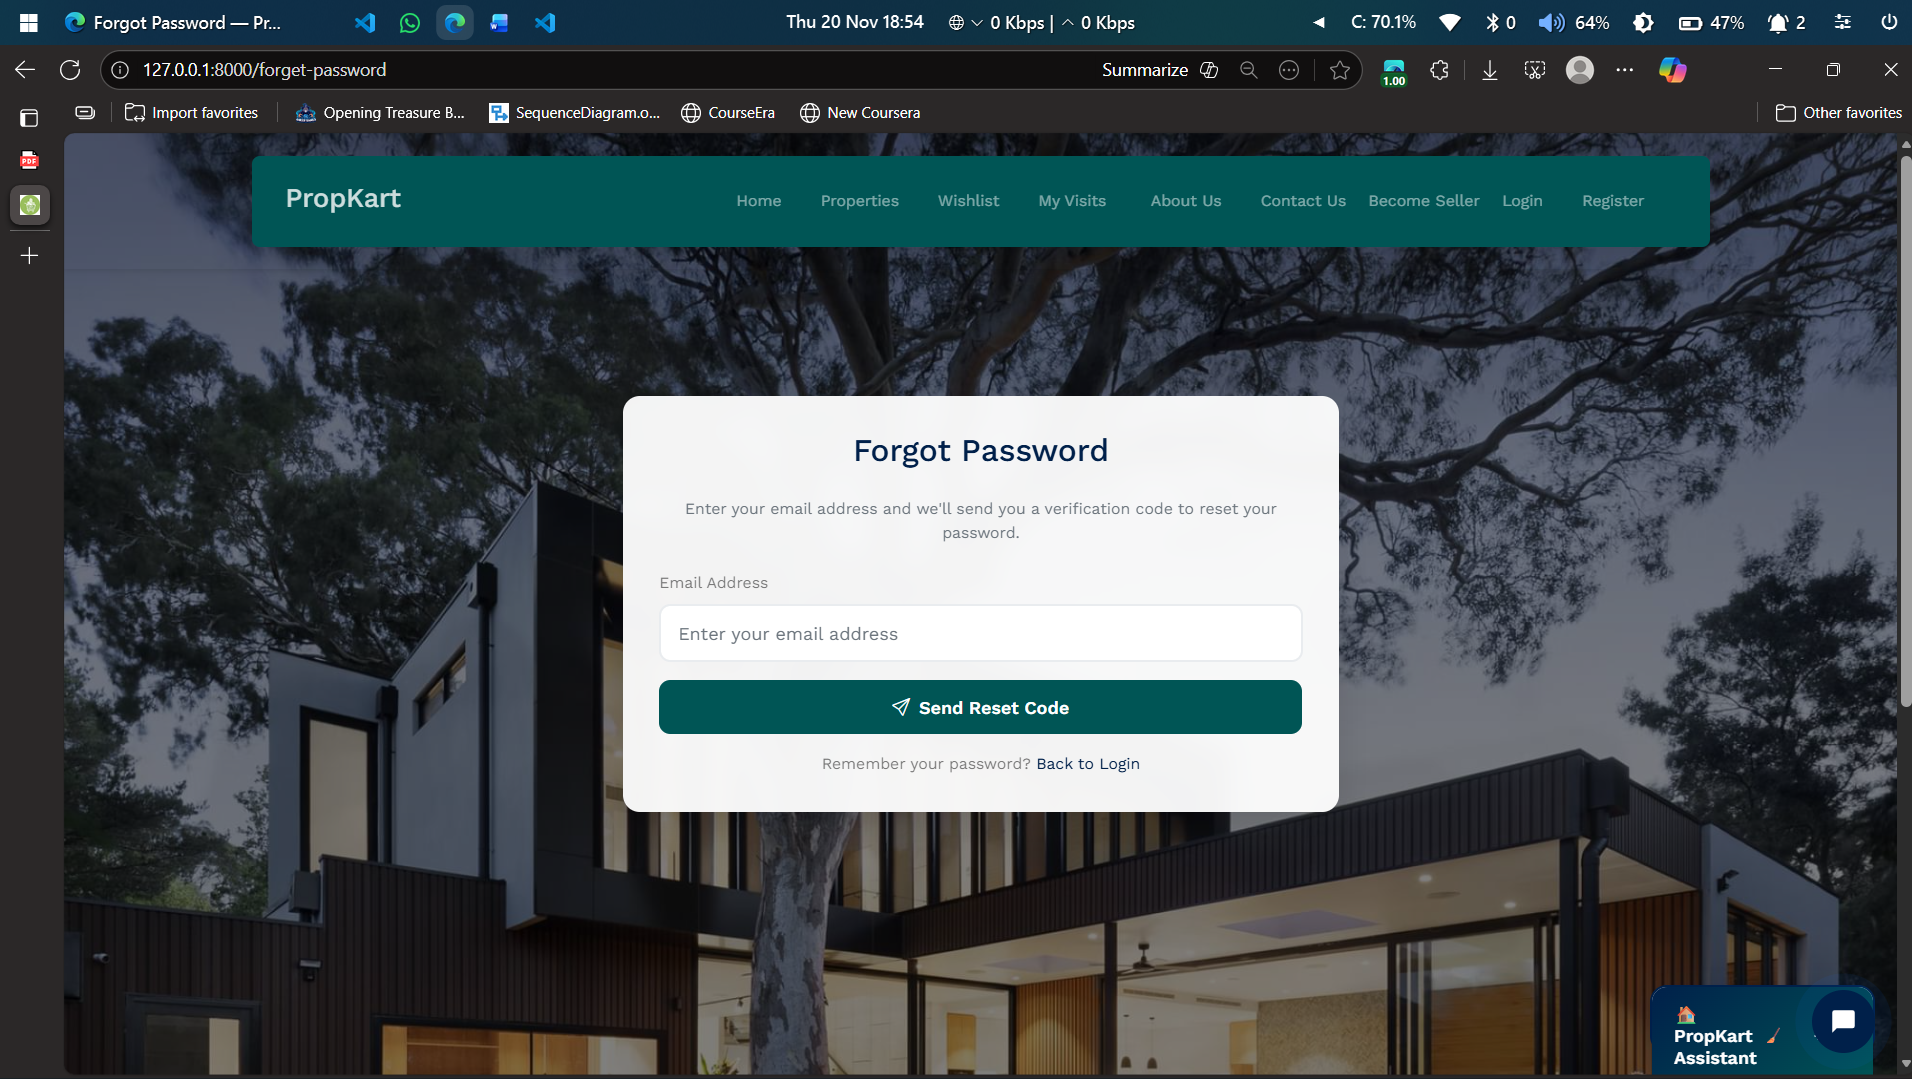 Forgot Password — Pr...
Thu 20 Nov 18:54
0 Kbps | 0 Kbps
C: 70.1%
0
64%
47%
2
127.0.0.1:8000/forget-password
Summarize
1.00
Import favorites
Opening Treasure B...
SequenceDiagram.o...
CourseEra
New Coursera
Other favorites
PDF
PropKart
Home
Properties
Wishlist
My Visits
About Us
Contact Us
Become Seller
Login
Register
Forgot Password
Enter your email address and we'll send you a verification code to reset your
password.
Email Address
Enter your email address
Send Reset Code
Remember your password? Back to Login
PropKart
Assistant